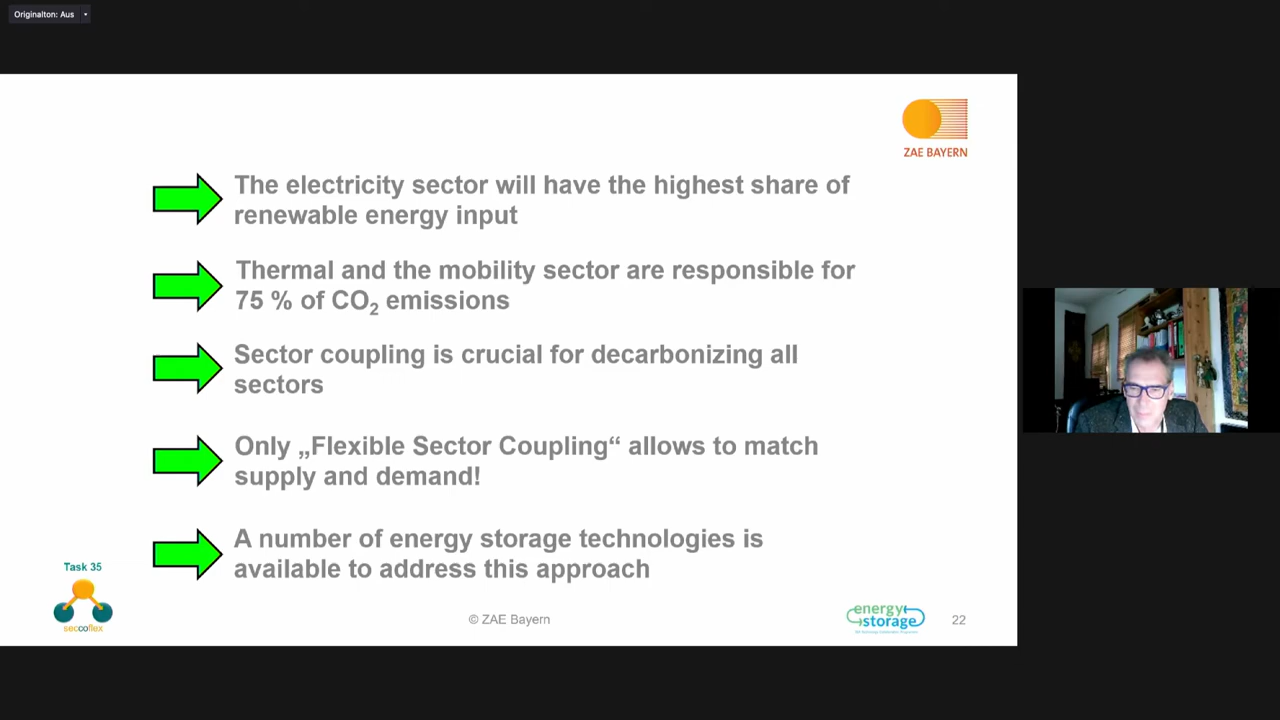 Originalton: Aus
ZAE BAYERN
The electricity sector will have the highest share of
renewable energy input
Thermal and the mobility sector are responsible for
75 % of CO₂ emissions
Sector coupling is crucial for decarbonizing all
sectors
Only „Flexible Sector Coupling“ allows to match
supply and demand!
A number of energy storage technologies is
available to address this approach
Task 35
seccoflex
© ZAE Bayern
energy
storage
22